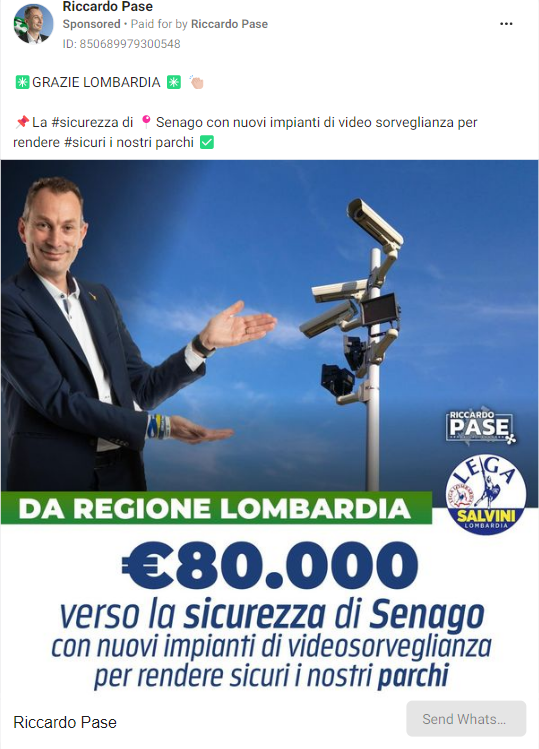 Riccardo Pase
Sponsored • Paid for by Riccardo Pase
ID: 850689979300548
✳️GRAZIE LOMBARDIA ✳️ 👏🏻
📌La #sicurezza di 📍Senago con nuovi impianti di video sorveglianza per
rendere #sicuri i nostri parchi ✅
RICCARDO
PASE
LEGA
SALVINI
LOMBARDIA
DA REGIONE LOMBARDIA
€80.000
verso la sicurezza di Senago
con nuovi impianti di videosorveglianza
per rendere sicuri i nostri parchi
Riccardo Pase
Send Whats...